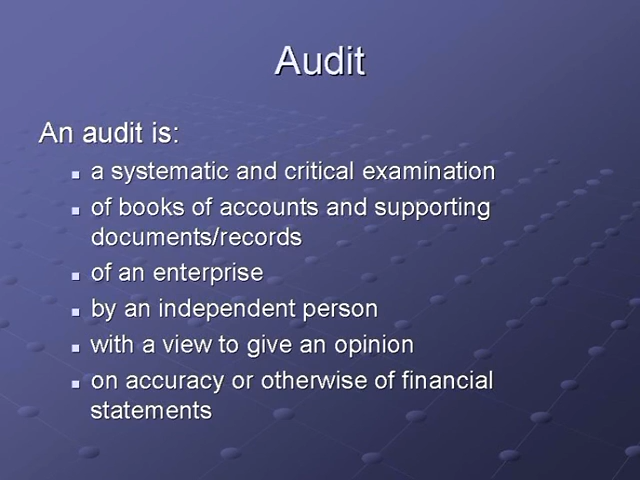 Audit
An audit is:
a systematic and critical examination
of books of accounts and supporting
documents/records
of an enterprise
by an independent person
with a view to give an opinion
on accuracy or otherwise of financial
statements